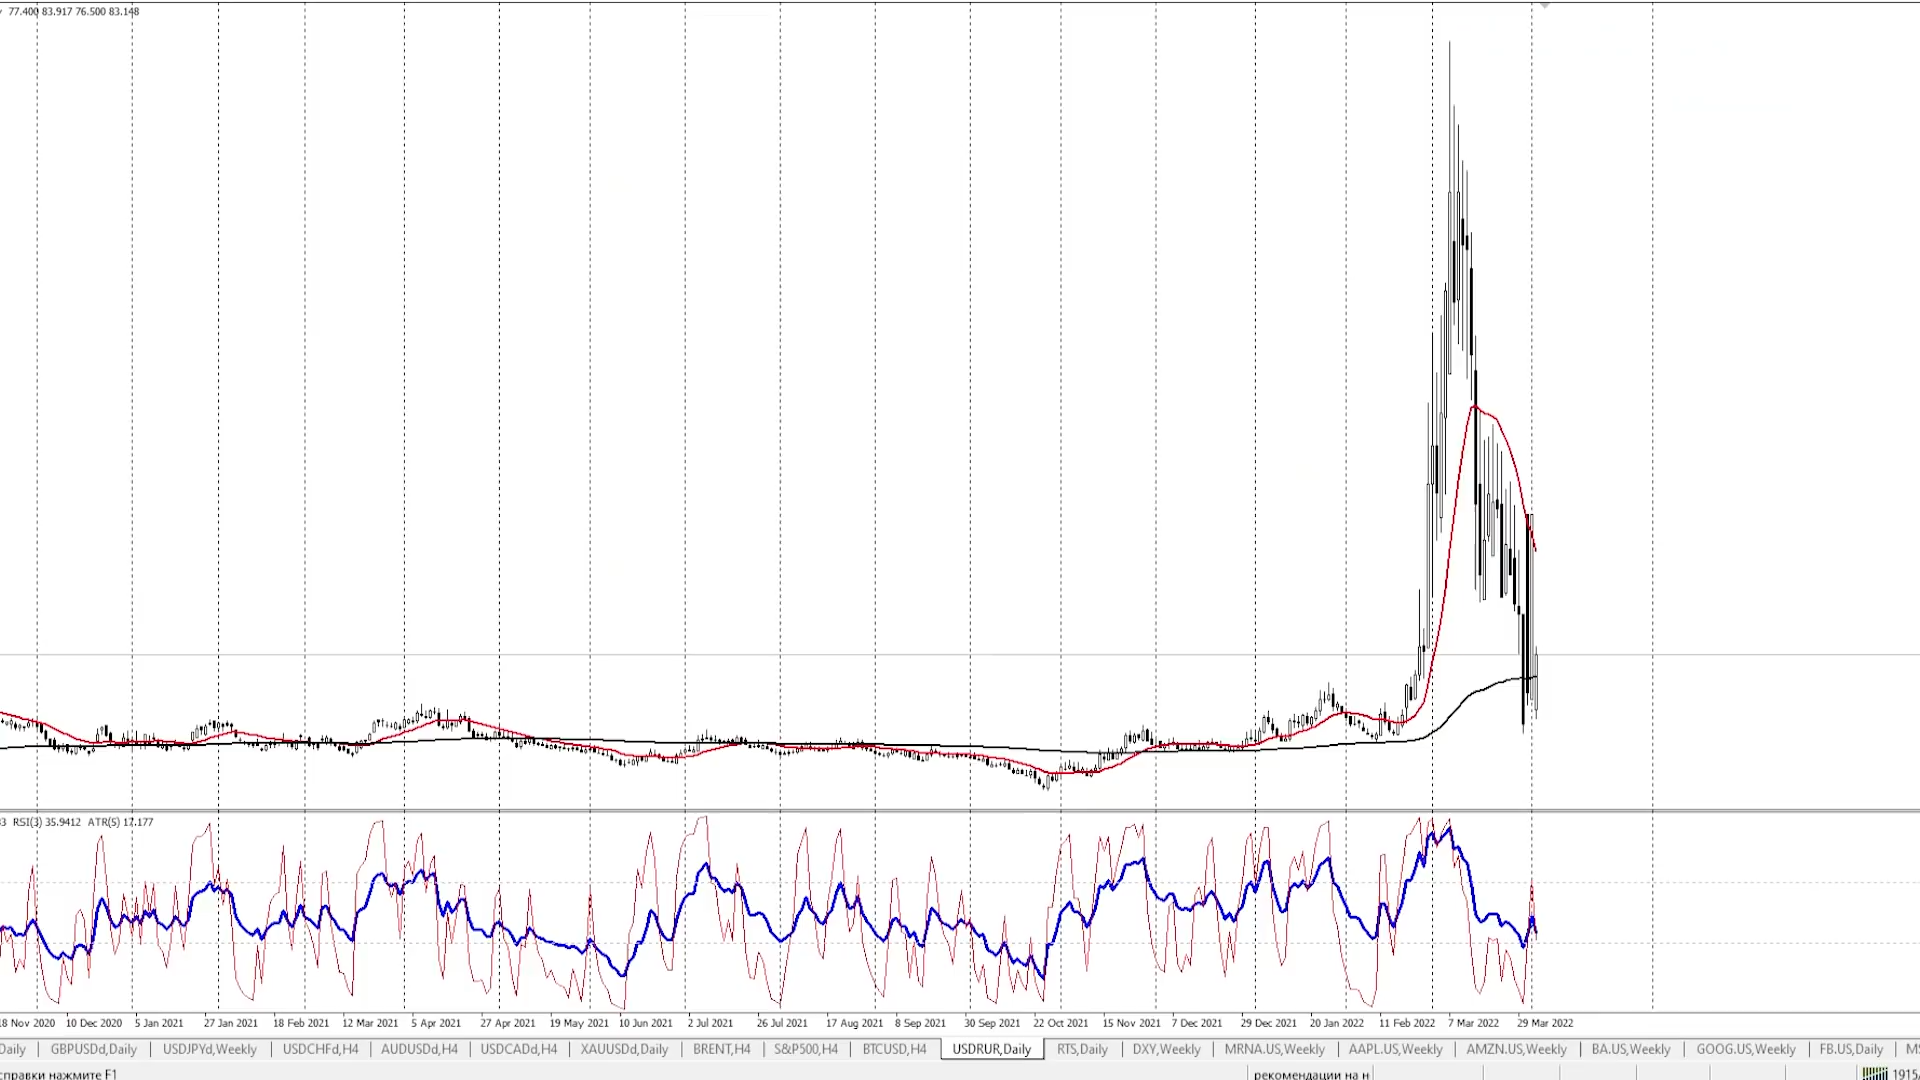 77.400 83.917 76.500 83.148
33 RSI(3) 35.9412 ATR(5) 17.177
18 Nov 2020 10 Dec 2020 5 Jan 2021 27 Jan 2021 18 Feb 2021 12 Mar 2021 5 Apr 2021 27 Apr 2021 19 May 2021 10 Jun 2021 2 Jul 2021 26 Jul 2021 17 Aug 2021 8 Sep 2021 30 Sep 2021 22 Oct 2021 15 Nov 2021 7 Dec 2021 29 Dec 2021 20 Jan 2022 11 Feb 2022 7 Mar 2022 29 Mar 2022
Daily | GBPUSDd,Daily | USDJPYd,Weekly | USDCHFd,H4 | AUDUSDd,H4 | USDCADd,H4 | XAUUSDd,Daily | BRENT,H4 | S&P500,H4 | BTCUSD,H4 | USDRUR,Daily | RTS,Daily | DXY,Weekly | MRNA.US,Weekly | AAPL.US,Weekly | AMZN.US,Weekly | BA.US,Weekly | GOOG.US,Weekly | FB.US,Daily | MS
справки нажмите F1 рекомендации на н 1915